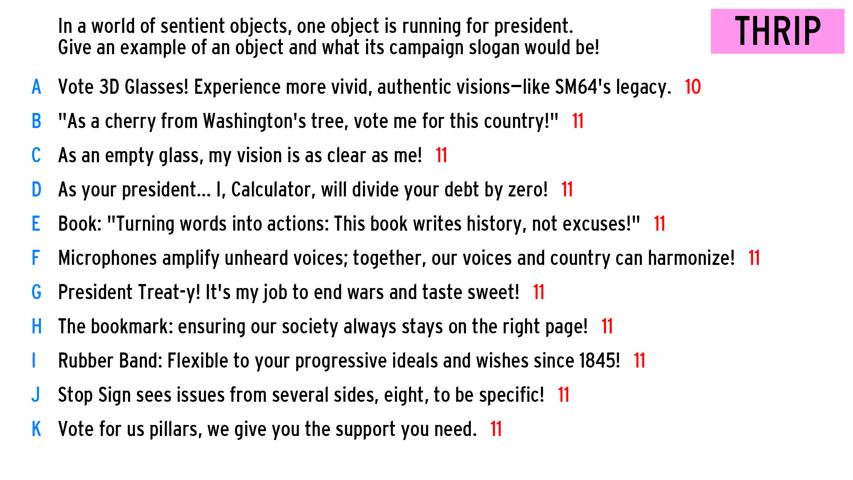 In a world of sentient objects, one object is running for president.
Give an example of an object and what its campaign slogan would be!
THRIP
A Vote 3D Glasses! Experience more vivid, authentic visions—like SM64's legacy. 10
B "As a cherry from Washington's tree, vote me for this country!" 11
C As an empty glass, my vision is as clear as me! 11
D As your president... I, Calculator, will divide your debt by zero! 11
E Book: "Turning words into actions: This book writes history, not excuses!" 11
F Microphones amplify unheard voices; together, our voices and country can harmonize! 11
G President Treat-y! It's my job to end wars and taste sweet! 11
H The bookmark: ensuring our society always stays on the right page! 11
I Rubber Band: Flexible to your progressive ideals and wishes since 1845! 11
J Stop Sign sees issues from several sides, eight, to be specific! 11
K Vote for us pillars, we give you the support you need. 11